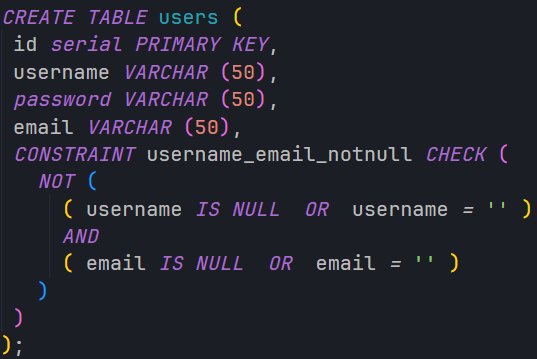 CREATE TABLE users (
id serial PRIMARY KEY,
username VARCHAR (50),
password VARCHAR (50),
email VARCHAR (50),
CONSTRAINT username_email_notnull CHECK (
NOT (
( username IS NULL  OR  username = '' )
AND
( email IS NULL  OR  email = '' )
)
)
);